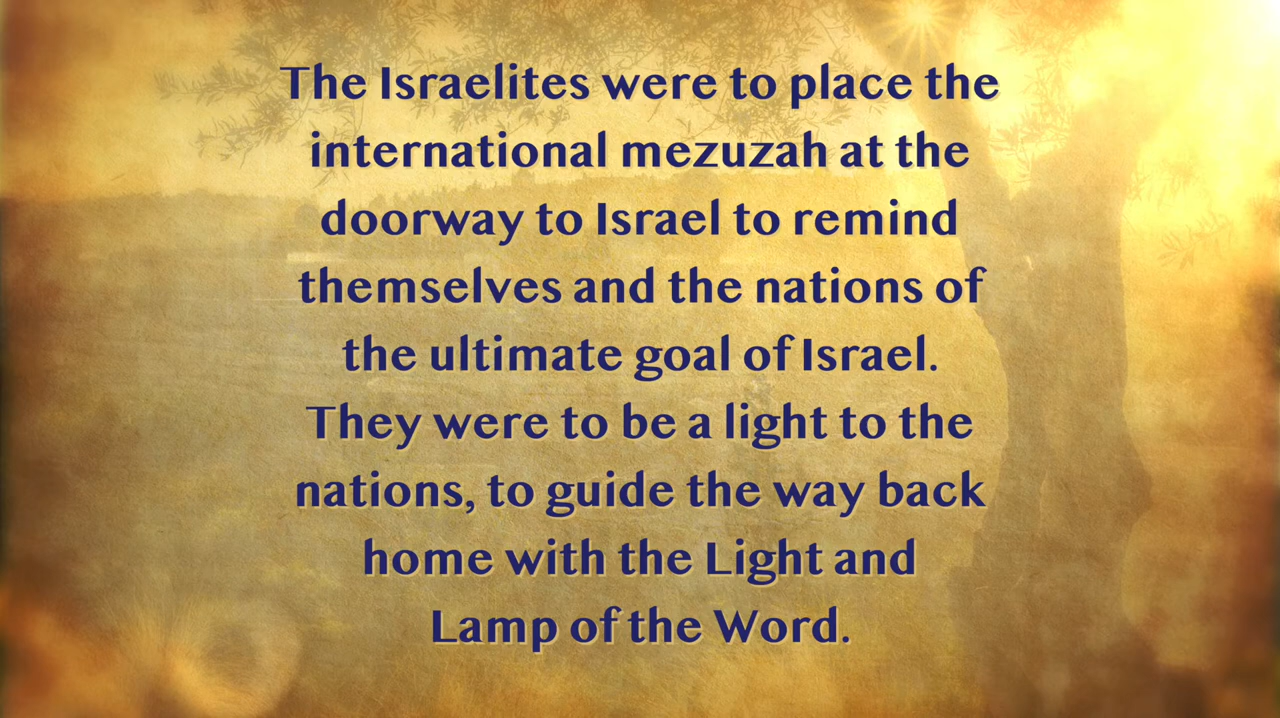 The Israelites were to place the
international mezuzah at the
doorway to Israel to remind
themselves and the nations of
the ultimate goal of Israel.
They were to be a light to the
nations, to guide the way back
home with the Light and
Lamp of the Word.